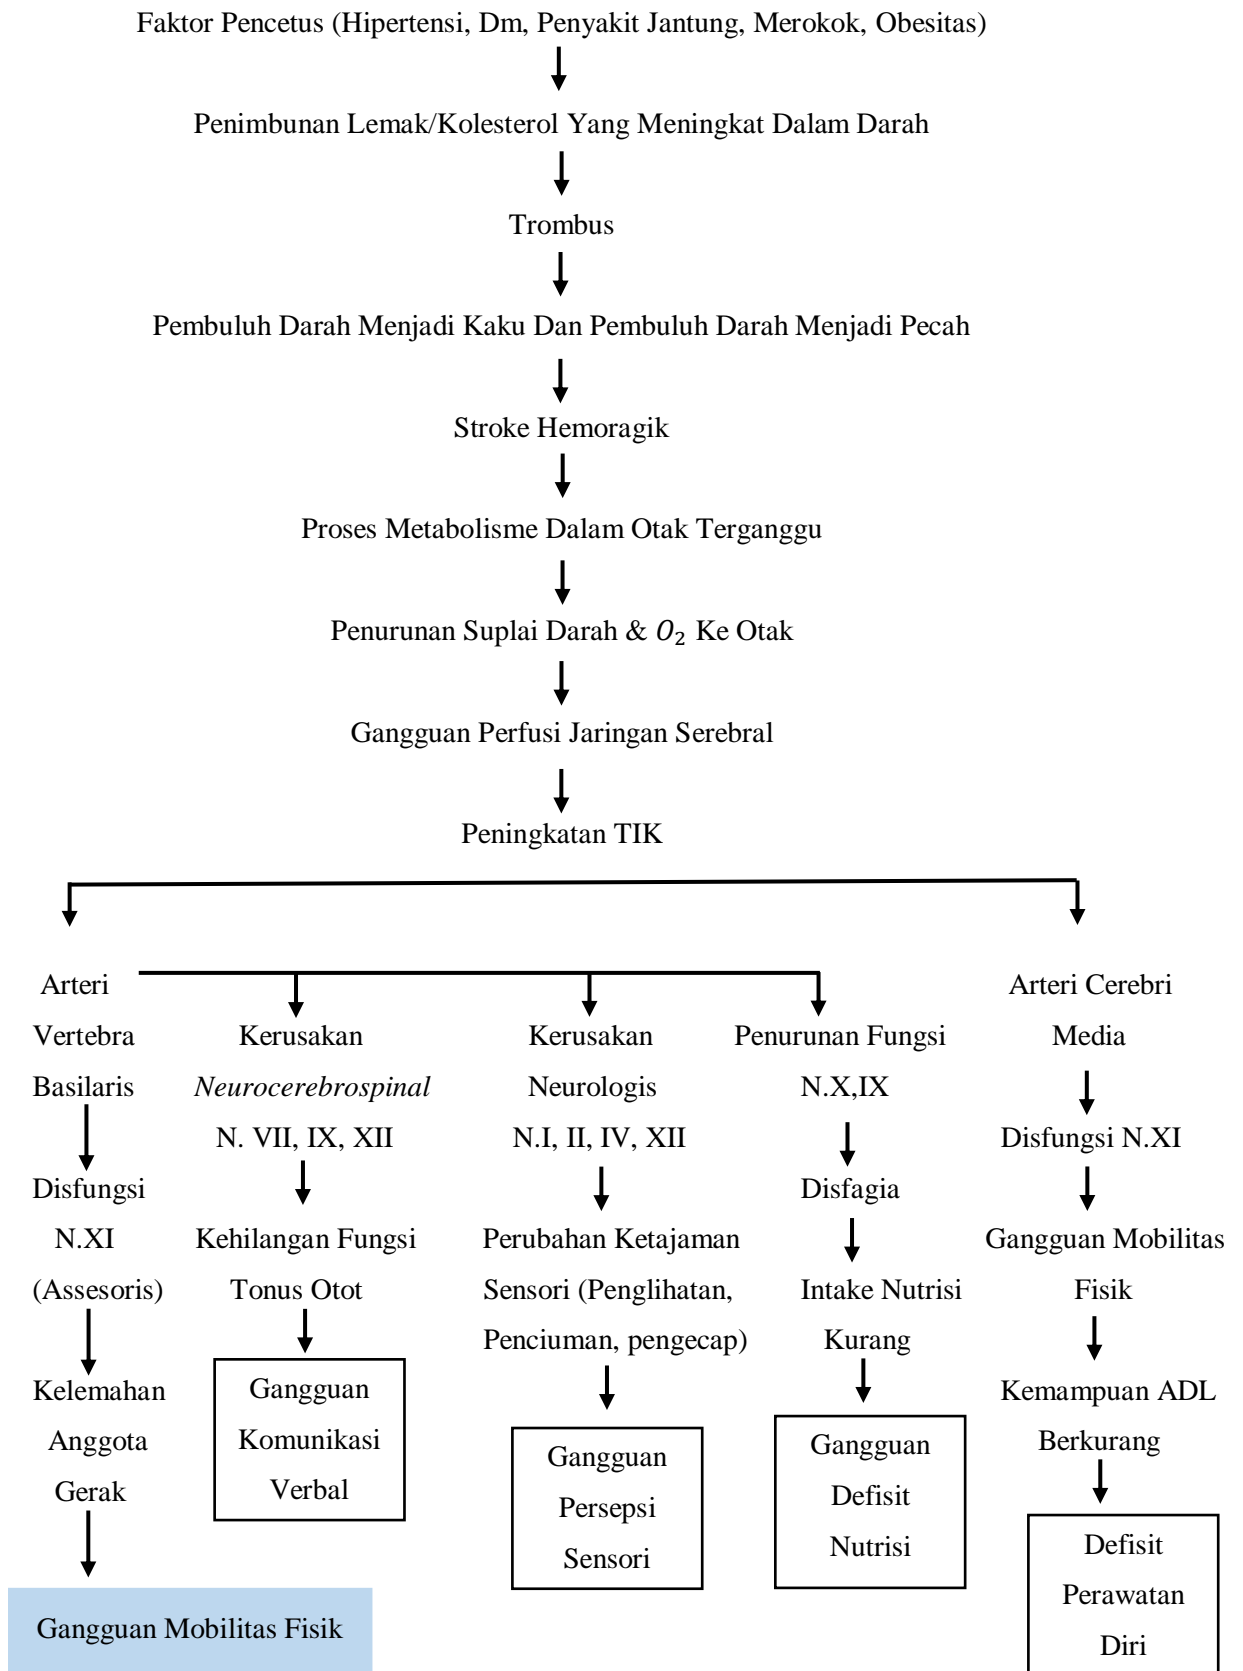 Faktor Pencetus (Hipertensi, Dm, Penyakit Jantung, Merokok, Obesitas)
Penimbunan Lemak/Kolesterol Yang Meningkat Dalam Darah
Trombus
Pembuluh Darah Menjadi Kaku Dan Pembuluh Darah Menjadi Pecah
Stroke Hemoragik
Proses Metabolisme Dalam Otak Terganggu
Penurunan Suplai Darah & O₂ Ke Otak
Gangguan Perfusi Jaringan Serebral
Peningkatan TIK
Arteri
Vertebra
Basilaris
Disfungsi
N.XI
(Assesoris)
Kelemahan
Anggota
Gerak
Gangguan Mobilitas Fisik
Kerusakan
Neurocerebrospinal
N. VII, IX, XII
Kehilangan Fungsi
Tonus Otot
Gangguan
Komunikasi
Verbal
Kerusakan
Neurologis
N.I, II, IV, XII
Perubahan Ketajaman
Sensori (Penglihatan,
Penciuman, pengecap)
Gangguan
Persepsi
Sensori
Penurunan Fungsi
N.X,IX
Disfagia
Intake Nutrisi
Kurang
Gangguan
Defisit
Nutrisi
Arteri Cerebri
Media
Disfungsi N.XI
Gangguan Mobilitas
Fisik
Kemampuan ADL
Berkurang
Defisit
Perawatan
Diri